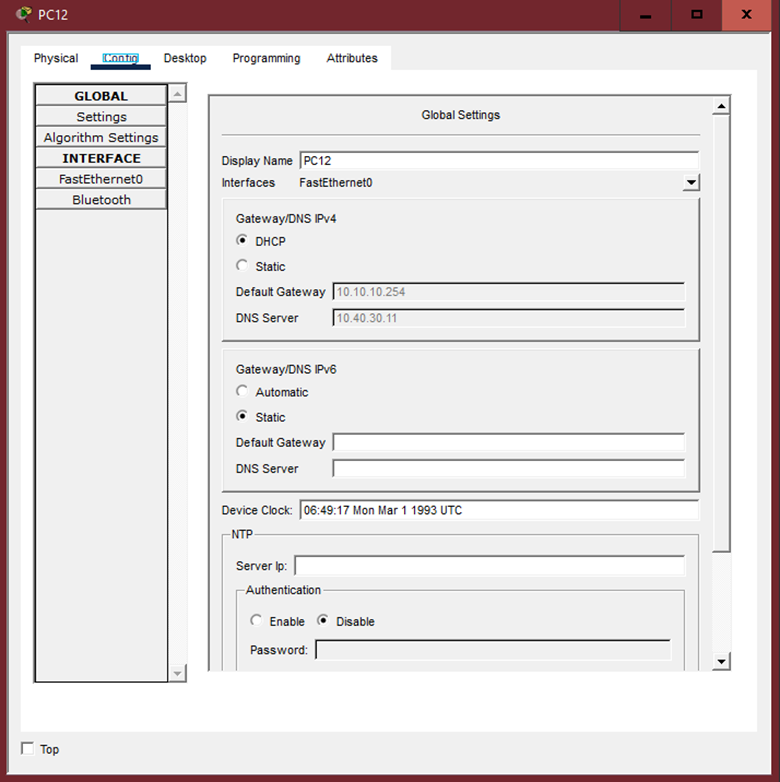 PC12
Physical Config Desktop Programming Attributes
GLOBAL
Settings
Algorithm Settings
INTERFACE
FastEthernet0
Bluetooth
Global Settings
Display Name PC12
Interfaces FastEthernet0
Gateway/DNS IPv4
DHCP
Static
Default Gateway 10.10.10.254
DNS Server 10.40.30.11
Gateway/DNS IPv6
Automatic
Static
Default Gateway
DNS Server
Device Clock: 06:49:17 Mon Mar 1 1993 UTC
NTP
Server Ip:
Authentication
Enable Disable
Password:
Top